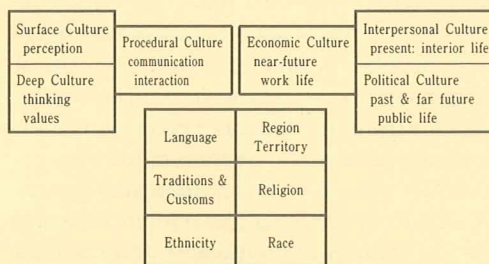 Surface Culture
perception
Deep Culture
thinking
values
Procedural Culture
communication
interaction
Economic Culture
near-future
work life
Interpersonal Culture
present: interior life
Political Culture
past & far future
public life
Language
Region
Territory
Traditions &
Customs
Religion
Ethnicity
Race